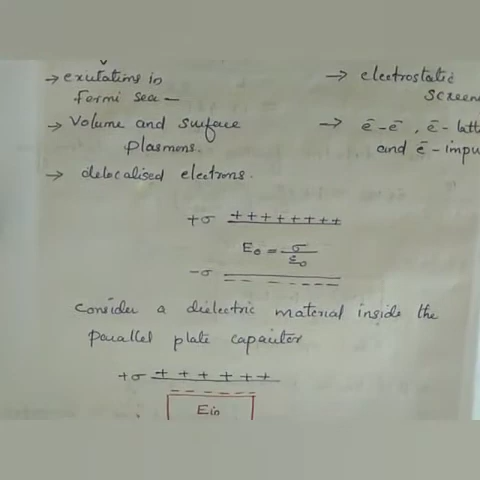 → exutations in
Fermi sea —
→ Volume and surface
plasmons.
→ delocalised electrons.
→ electrostatic
screen
→ ē-ē, ē-latt
and ē-impu
+σ + + + + + + + +
E₀ = σ/ε₀
-σ
Consider a dielectric material inside the
parallel plate capacitor
+σ + + + + + +
Ein